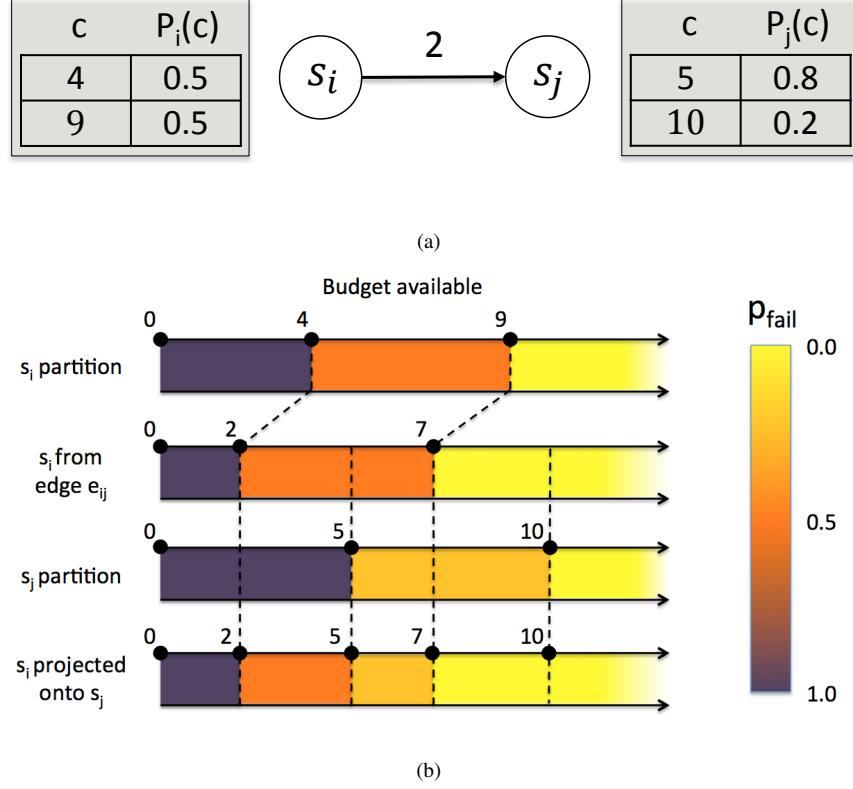 c P_i(c)
4 0.5
9 0.5
2
s_i s_j
c P_j(c)
5 0.8
10 0.2
(a)
Budget available
p_fail
0 4 9
s_i partition
0 2 7
s_i from
edge e_ij
0 5 10
s_j partition
0 2 5 7 10
s_i projected
onto s_j
0.0
0.5
1.0
(b)